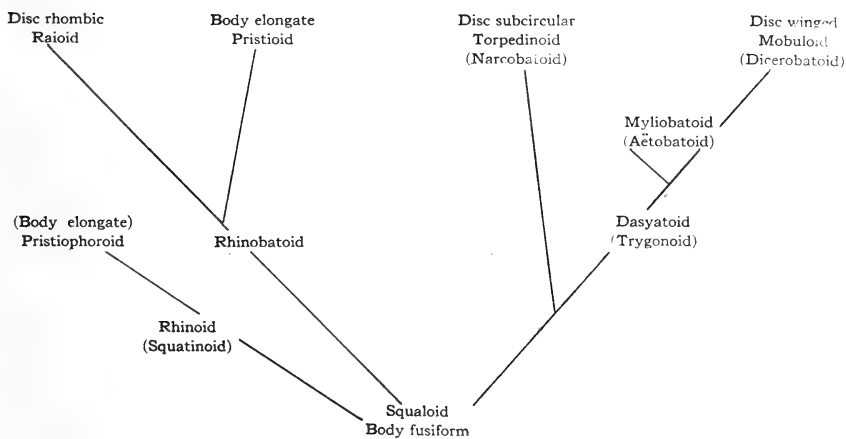 Disc rhombic
Raioid
Body elongate
Pristioid
Disc subcircular
Torpedinoid
(Narcobatoid)
Disc winged
Mobuloid
(Dicerobatoid)
Myliobatoid
(Aëtobatoid)
(Body elongate)
Pristiophoroid
Rhinobatoid
Dasyatoid
(Trygonoid)
Rhinoid
(Squatinoid)
Squaloid
Body fusiform